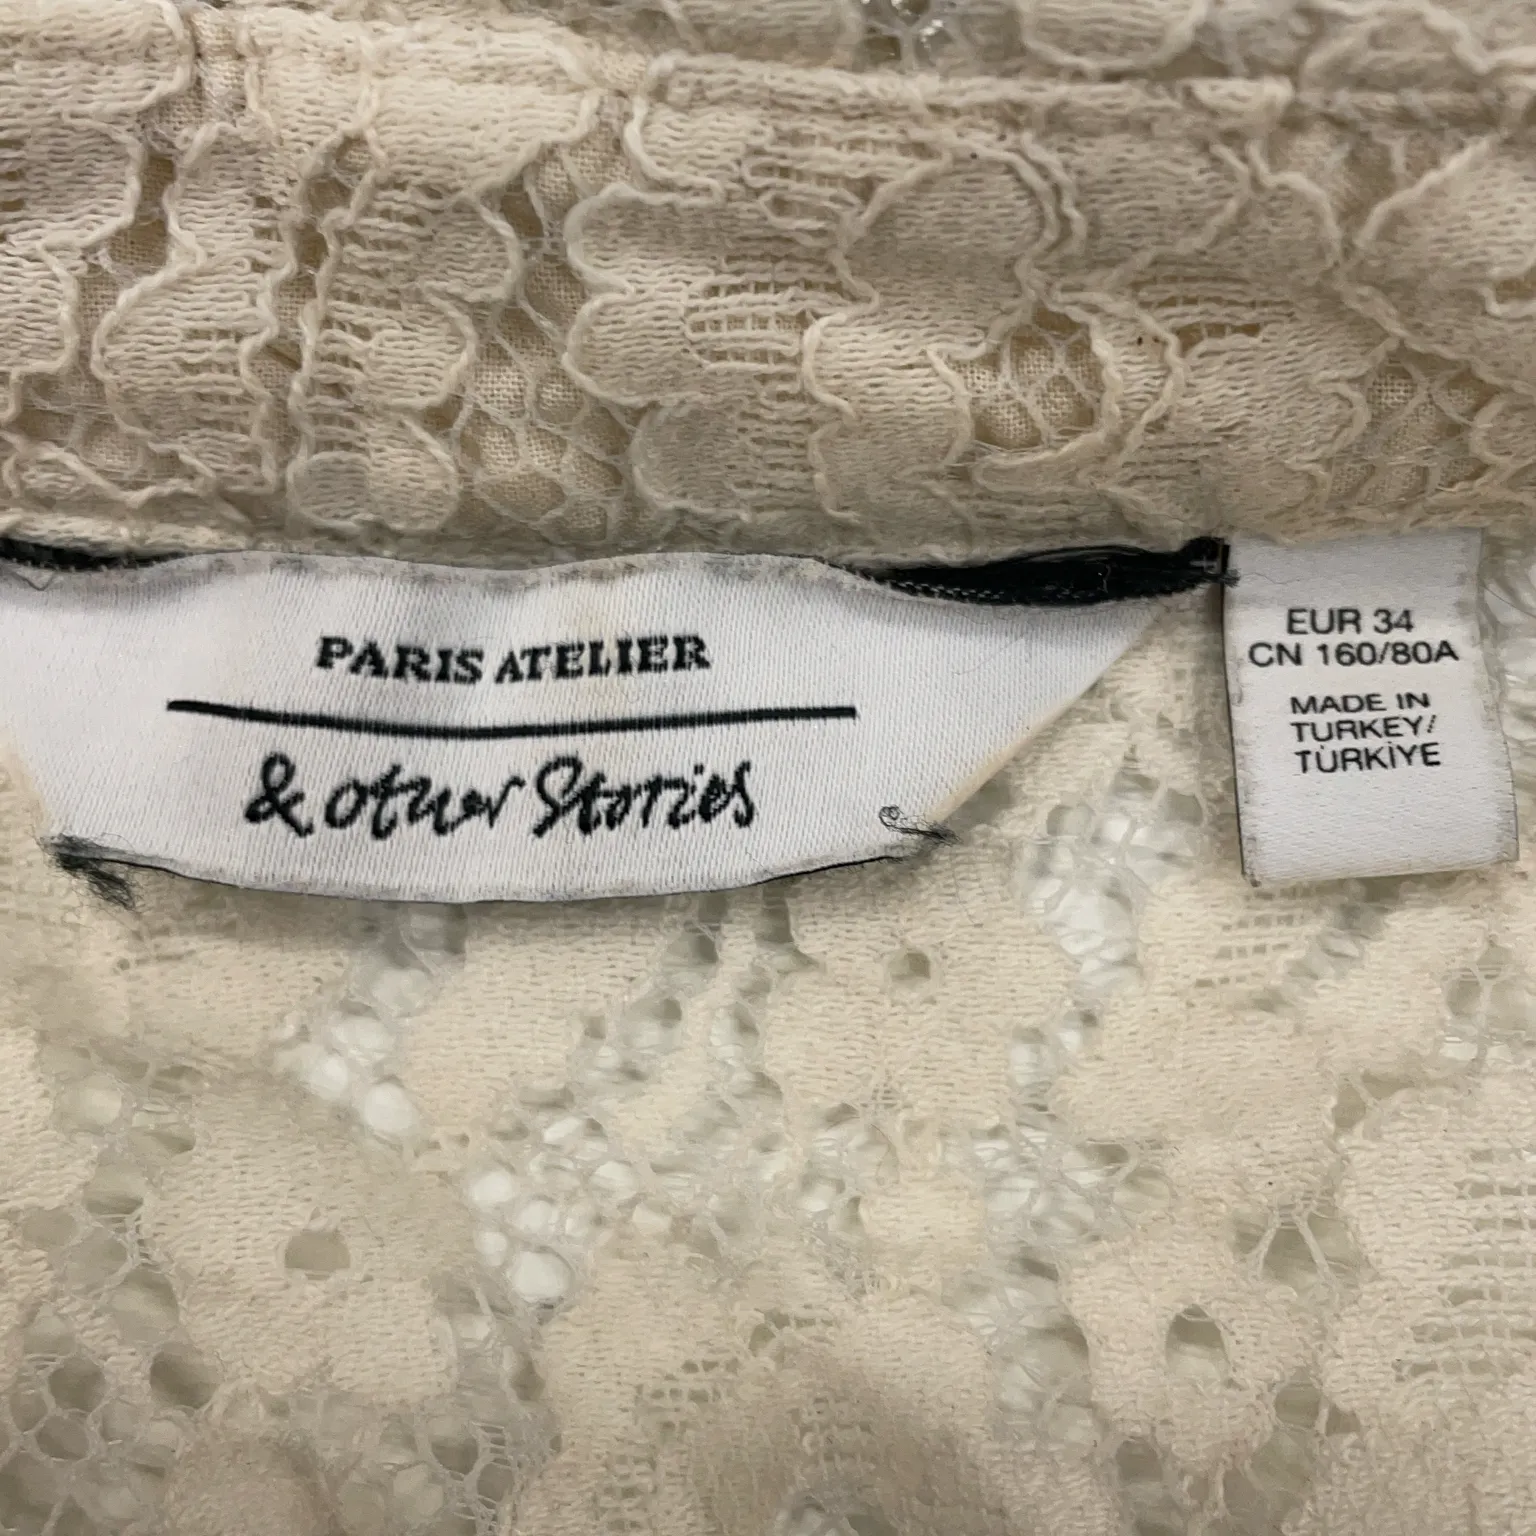 PARIS ATELIER
& other Stories
EUR 34
CN 160/80A
MADE IN
TURKEY/
TÜRKİYE